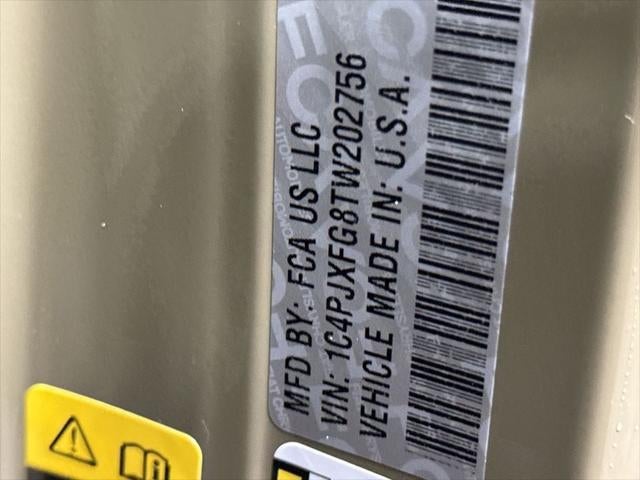 MFD BY: FCA US LLC
VIN: 1C4PJXFG8TW202756
VEHICLE MADE IN: U.S.A.